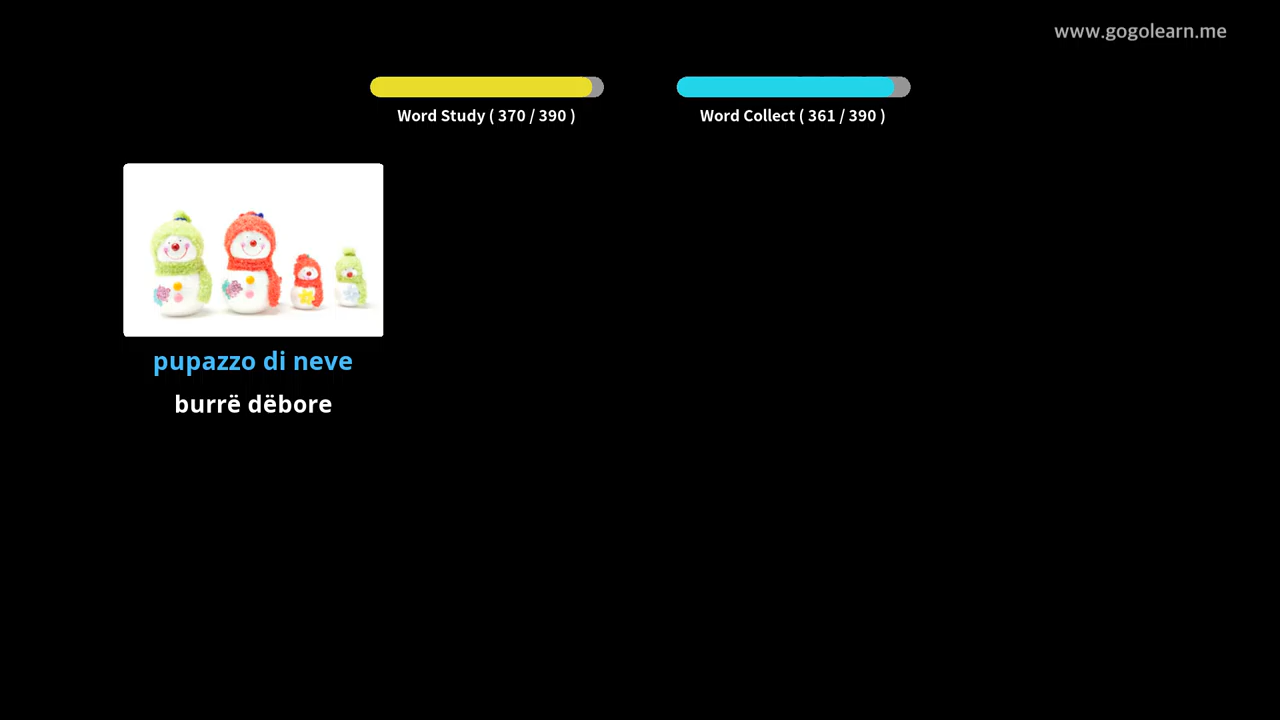 www.gogolearn.me
Word Study ( 370 / 390 )
Word Collect ( 361 / 390 )
pupazzo di neve
burrë dëbore